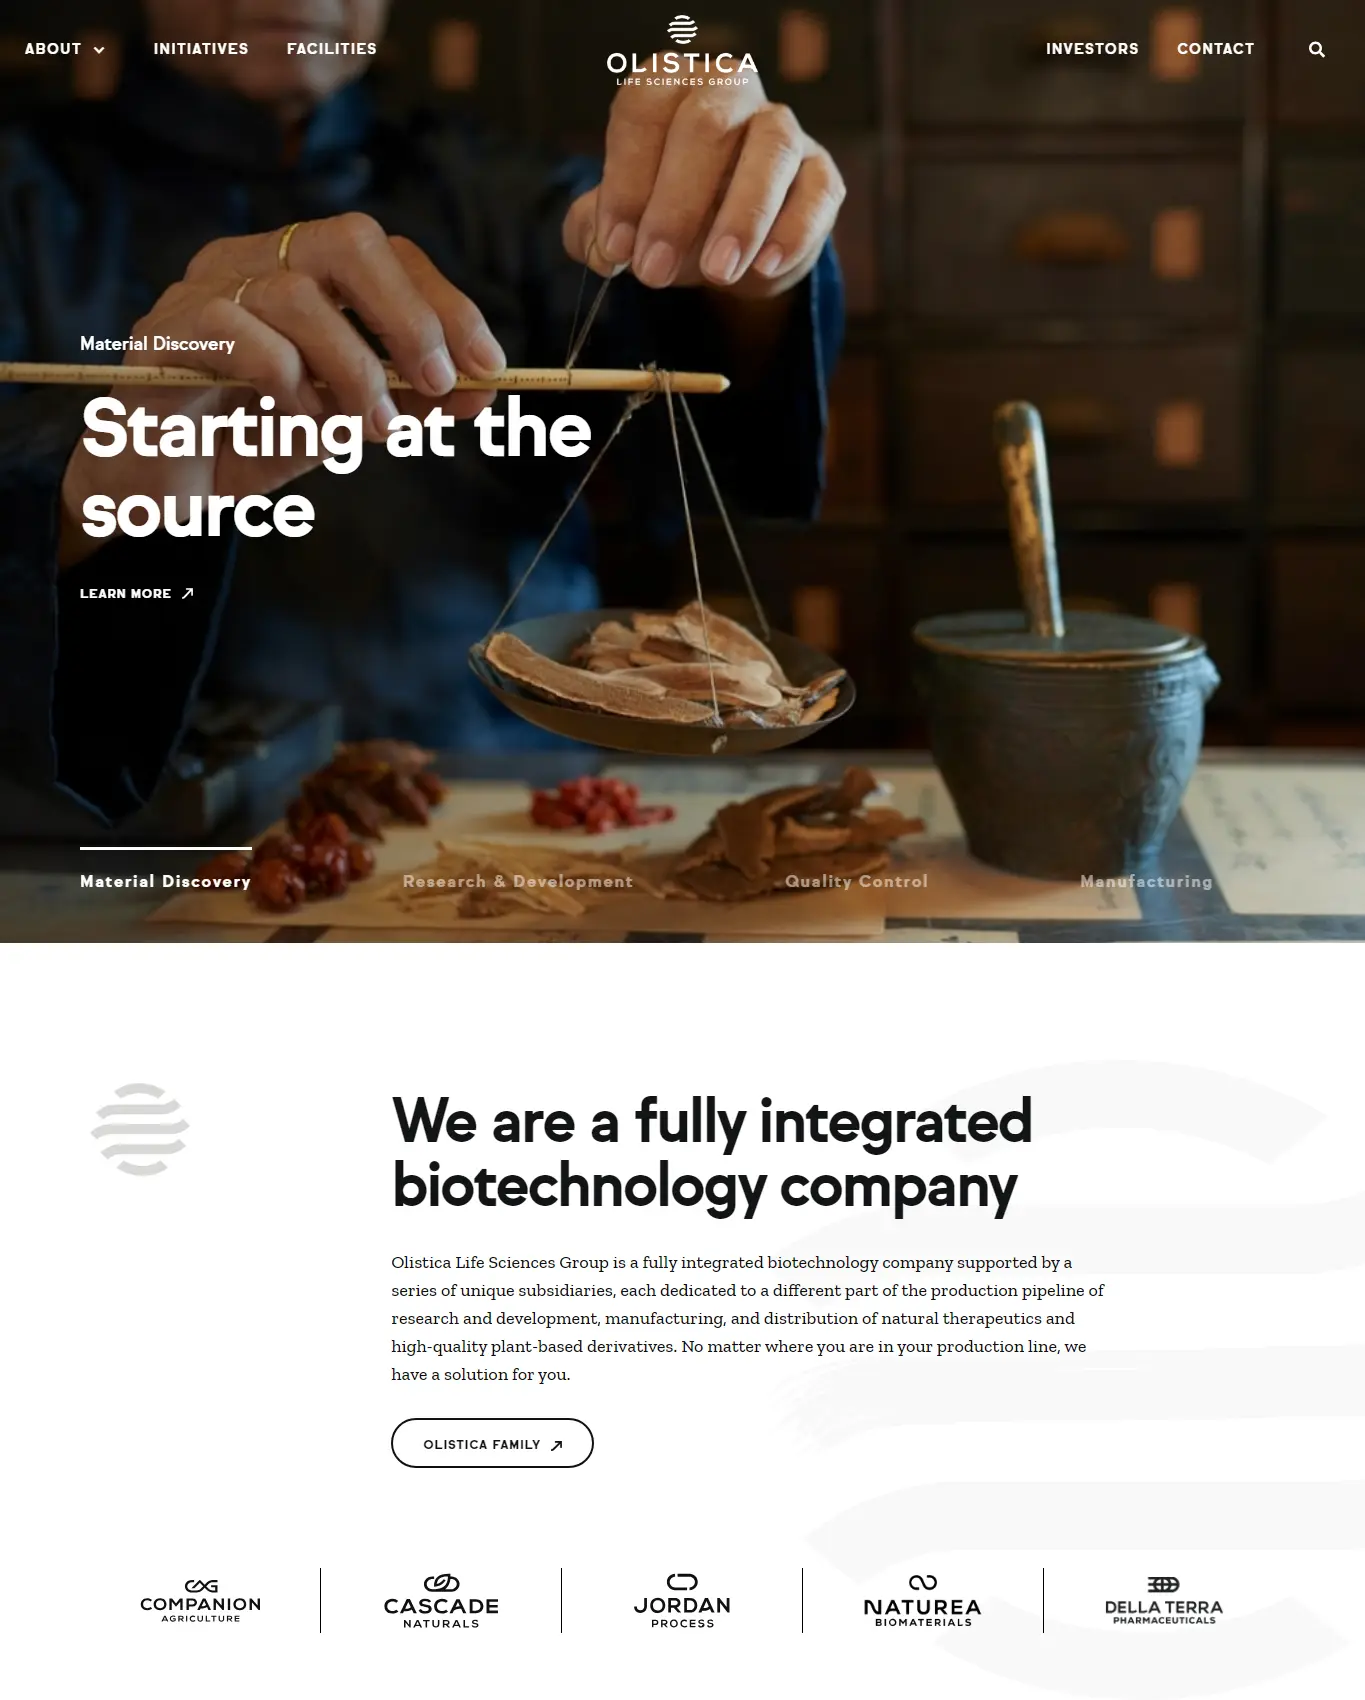 ABOUT
INITIATIVES
FACILITIES
OLISTICA
LIFE SCIENCES GROUP
INVESTORS
CONTACT
Material Discovery
Starting at the
source
LEARN MORE
Material Discovery
Research & Development
Quality Control
Manufacturing
We are a fully integrated
biotechnology company
Olistica Life Sciences Group is a fully integrated biotechnology company supported by a
series of unique subsidiaries, each dedicated to a different part of the production pipeline of
research and development, manufacturing, and distribution of natural therapeutics and
high-quality plant-based derivatives. No matter where you are in your production line, we
have a solution for you.
OLISTICA FAMILY
COMPANION
AGRICULTURE
CASCADE
NATURALS
JORDAN
PROCESS
NATUREA
BIOMATERIALS
DELLA TERRA
PHARMACEUTICALS